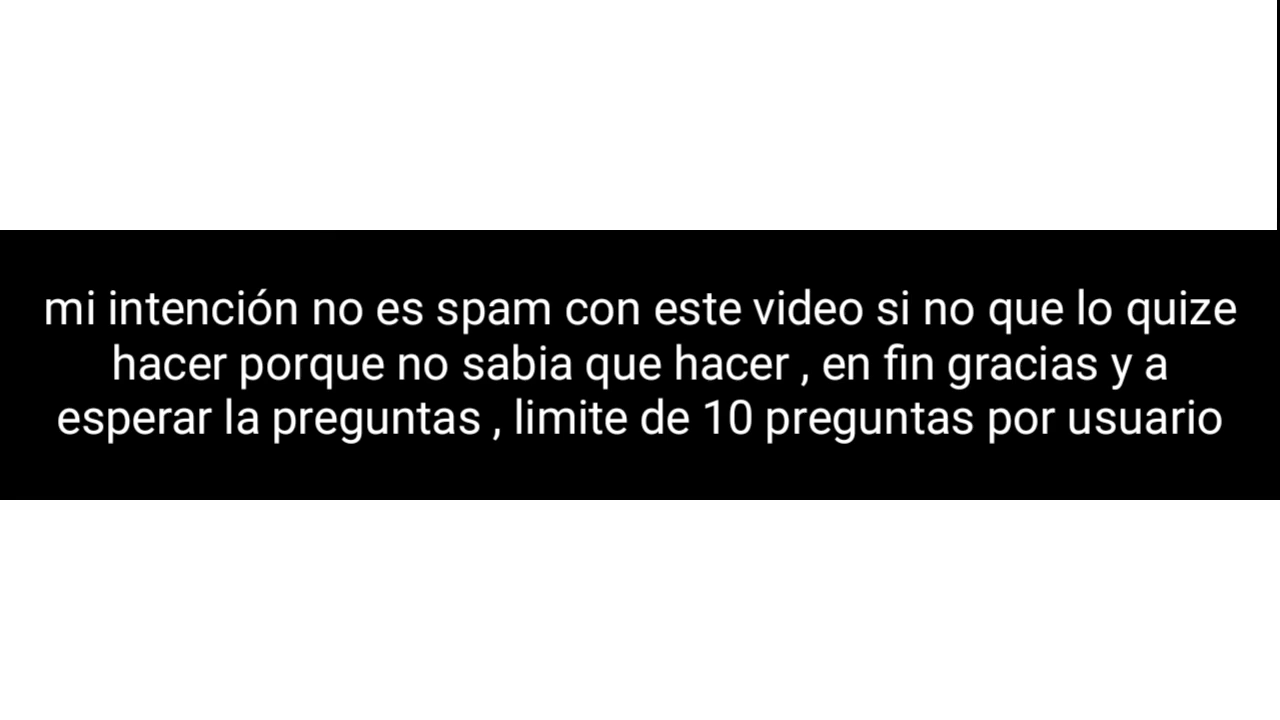 mi intención no es spam con este video si no que lo quize
hacer porque no sabia que hacer , en fin gracias y a
esperar la preguntas , limite de 10 preguntas por usuario